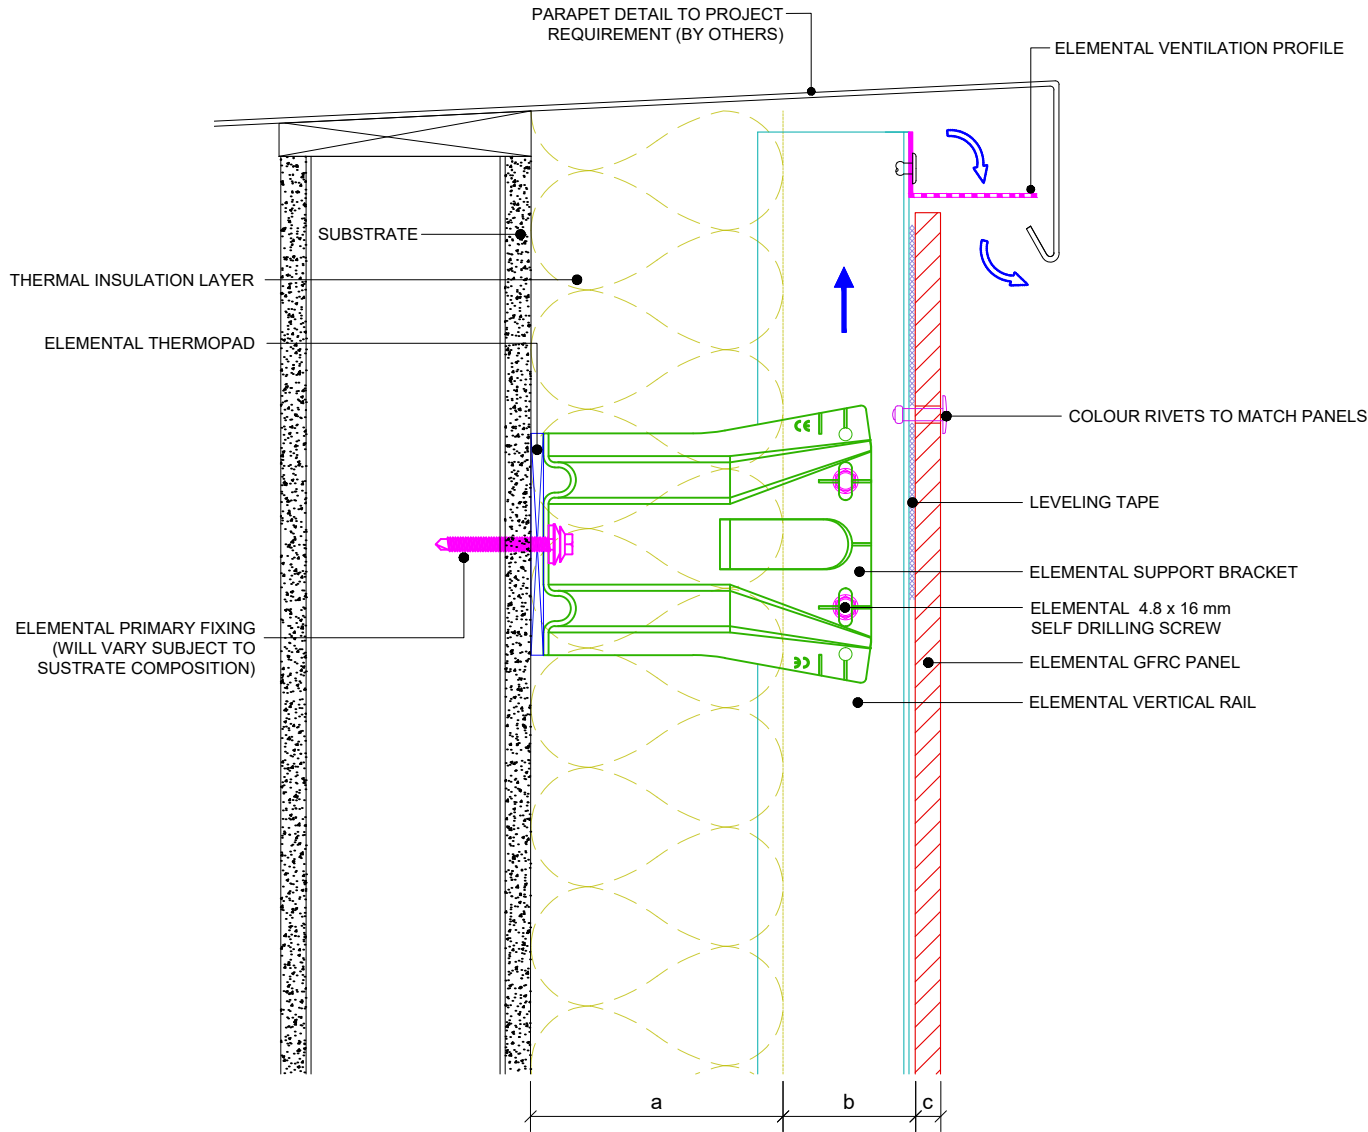 PARAPET DETAIL TO PROJECT
REQUIREMENT (BY OTHERS)
ELEMENTAL VENTILATION PROFILE
SUBSTRATE
THERMAL INSULATION LAYER
ELEMENTAL THERMOPAD
COLOUR RIVETS TO MATCH PANELS
CE
LEVELING TAPE
ELEMENTAL SUPPORT BRACKET
ELEMENTAL 4.8 x 16 mm
SELF DRILLING SCREW
ELEMENTAL PRIMARY FIXING
(WILL VARY SUBJECT TO
SUSTRATE COMPOSITION)
ELEMENTAL GFRC PANEL
CE
ELEMENTAL VERTICAL RAIL
a b c